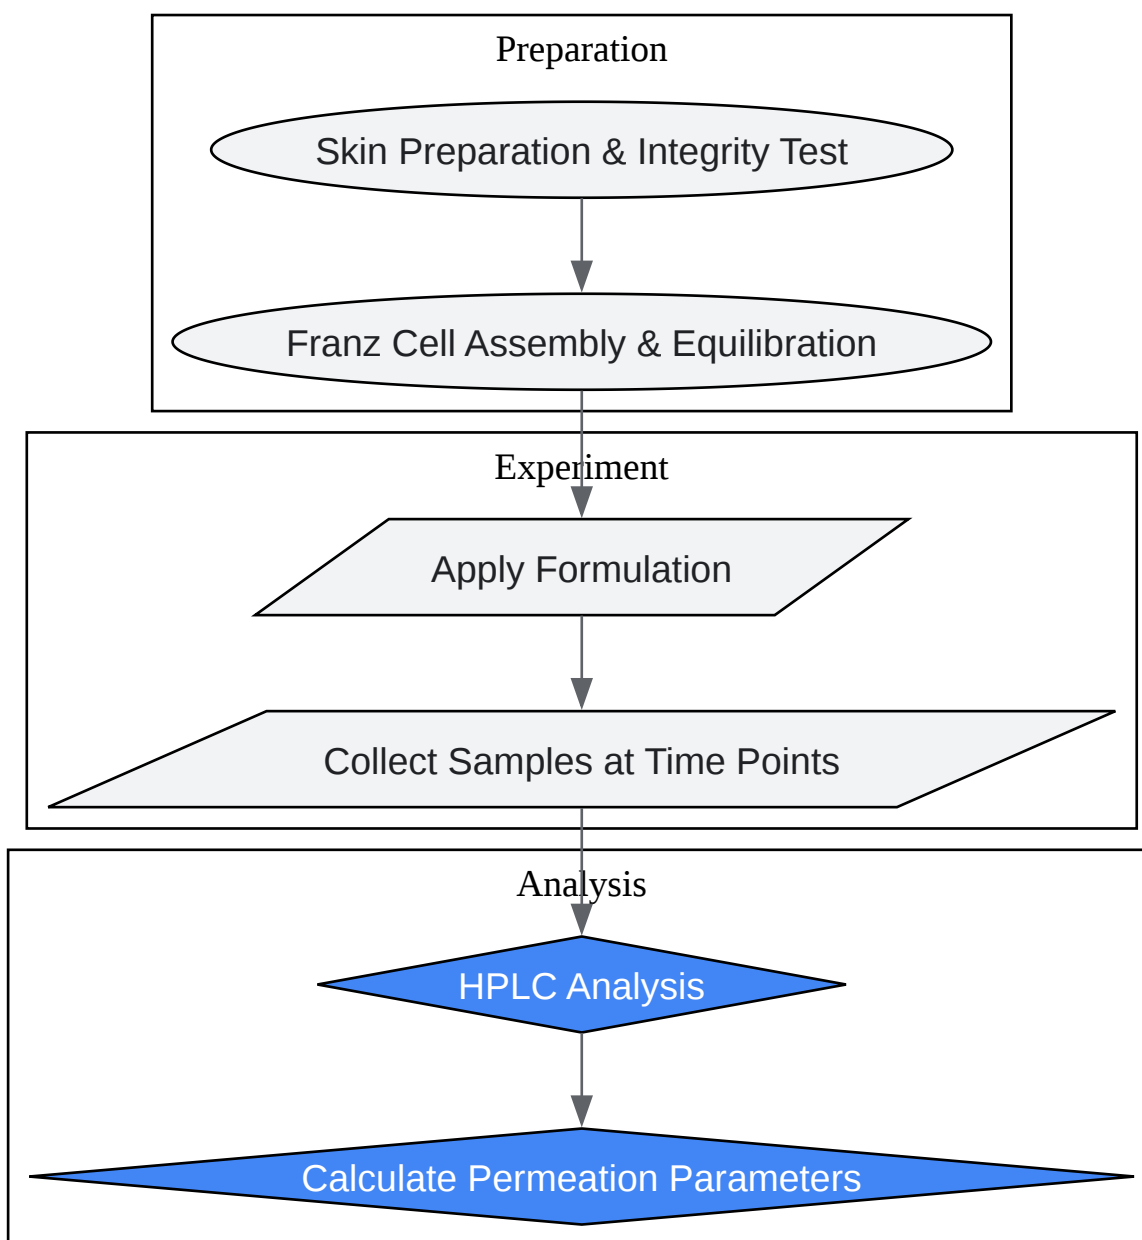 Preparation
Skin Preparation & Integrity Test
Franz Cell Assembly & Equilibration
Experiment
Apply Formulation
Collect Samples at Time Points
Analysis
HPLC Analysis
Calculate Permeation Parameters